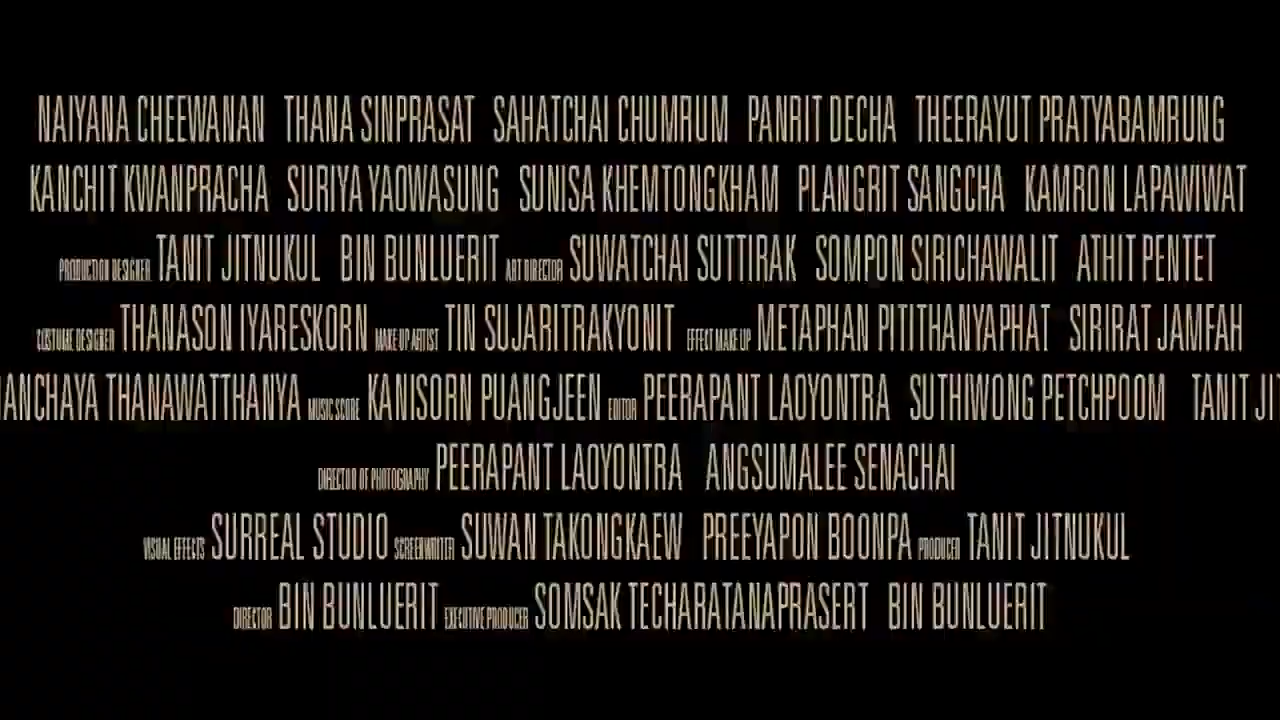 NAIYANA CHEEWANAN THANA SINPRASAT SAHATCHAI CHUMRUM PANRIT DECHA THEERAYUT PRATYABAMRUNG
KANCHIT KWANPRACHA SURIYA YAOWASUNG SUNISA KHEMTONGKHAM PLANGRIT SANGCHA KAMRON LAPAWIWAT
PRODUCTION DESIGNER TANIT JITNUKUL BIN BUNLUERIT ART DIRECTOR SUWATCHAI SUTTIRAK SOMPON SIRICHAWALIT ATHIT PENTET
COSTUME DESIGNER THANASON IYARESKORN MAKE-UP ARTIST TIN SUJARITRAKYONIT EFFECT MAKE UP METAPHAN PITITHANYAPHAT SIRIRAT JAMFAH
ANCHAYA THANAWATTHANYA MUSIC SCORE KANISORN PUANGJEEN EDITOR PEERAPANT LAOYONTRA SUTHIWONG PETCHPOOM TANIT JIT
DIRECTIO OF PHOTOGRAPHY PEERAPANT LAOYONTRA ANGSUMALEE SENACHAI
VISUAL EFFECTS SURREAL STUDIO SCREENWRITER SUWAN TAKONGKAEW PREEYAPON BOONPA PRODUCER TANIT JITNUKUL
DIRECTOR BIN BUNLUERIT EXECUTIVE PRODUCER SOMSAK TECHARATANAPRASERT BIN BUNLUERIT